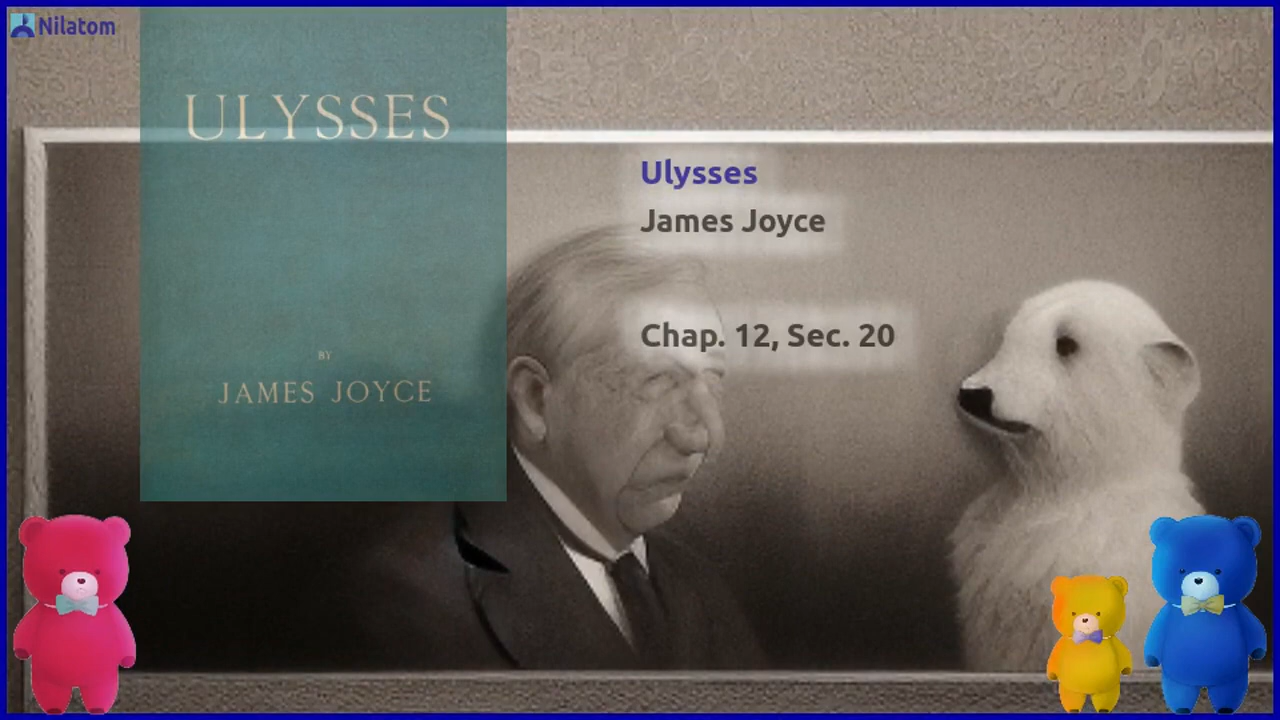 Nilatom
ULYSSES
BY
JAMES JOYCE
Ulysses
James Joyce
Chap. 12, Sec. 20